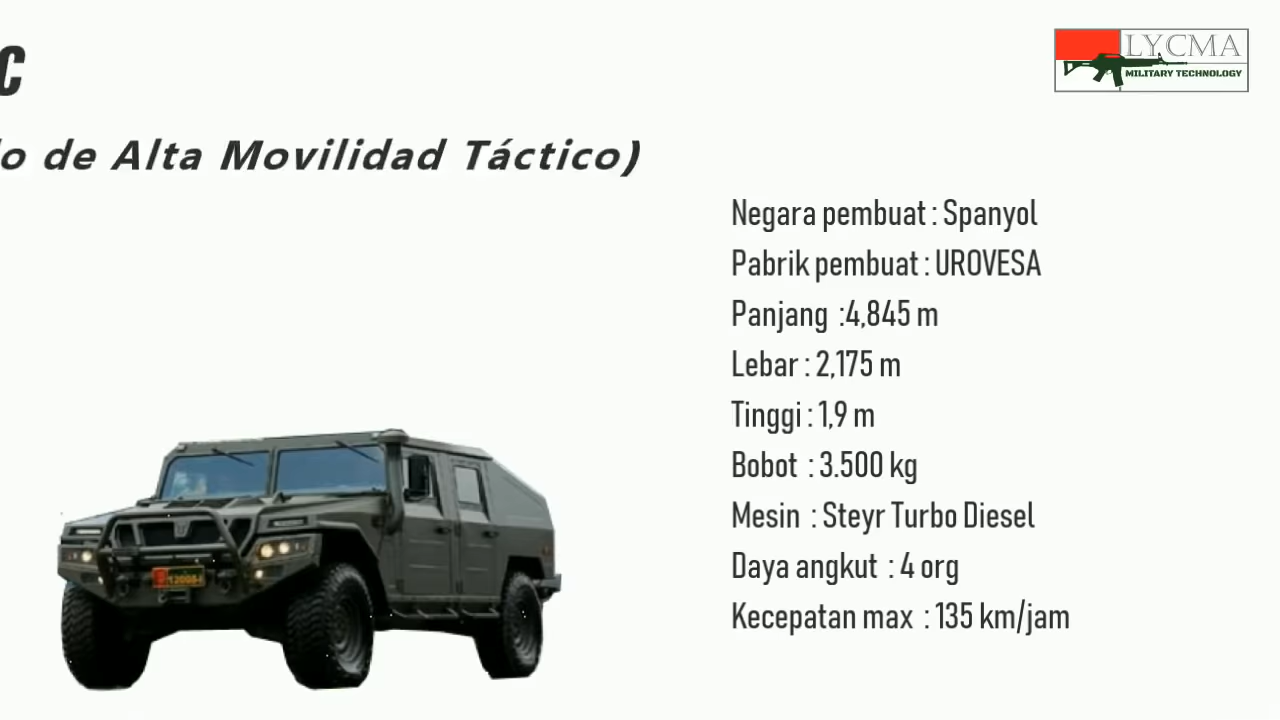 C
LYCMA
MILITARY TECHNOLOGY
lo de Alta Movilidad Táctico)
Negara pembuat : Spanyol
Pabrik pembuat : UROVESA
Panjang :4,845 m
Lebar : 2,175 m
Tinggi : 1,9 m
Bobot : 3.500 kg
Mesin : Steyr Turbo Diesel
Daya angkut : 4 org
Kecepatan max : 135 km/jam